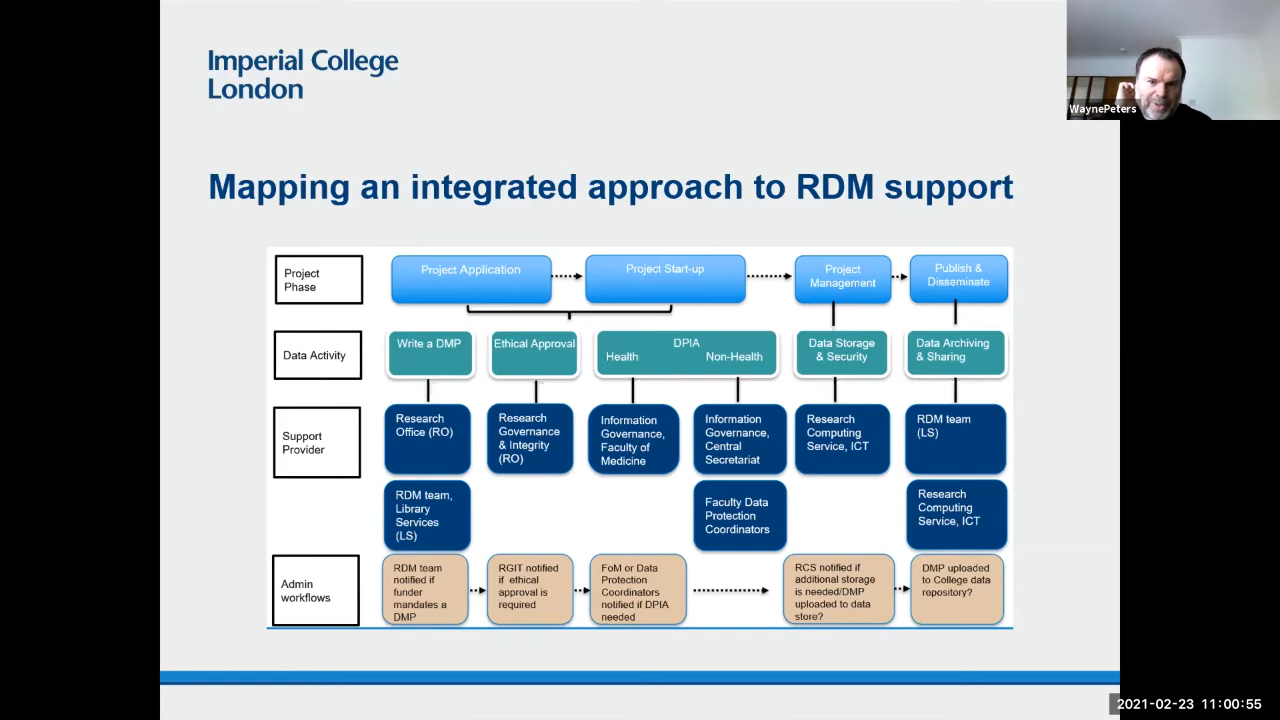 Imperial College
London
WaynePeters
Mapping an integrated approach to RDM support
Project
Phase
Project Application
Project Start-up
Project
Management
Publish &
Disseminate
Data Activity
Write a DMP
Ethical Approval
DPIA
Health
Non-Health
Data Storage
& Security
Data Archiving
& Sharing
Support
Provider
Research
Office (RO)
Research
Governance
& Integrity
(RO)
Information
Governance,
Faculty of
Medicine
Information
Governance,
Central
Secretariat
Research
Computing
Service, ICT
RDM team
(LS)
RDM team,
Library
Services
(LS)
Faculty Data
Protection
Coordinators
Research
Computing
Service, ICT
Admin
workflows
RDM team
notified if
funder
mandates a
DMP
RGIT notified
if ethical
approval is
required
FoM or Data
Protection
Coordinators
notified if DPIA
needed
RCS notified if
additional storage
is needed/DMP
uploaded to data
store?
DMP uploaded
to College data
repository?
2021-02-23 11:00:55